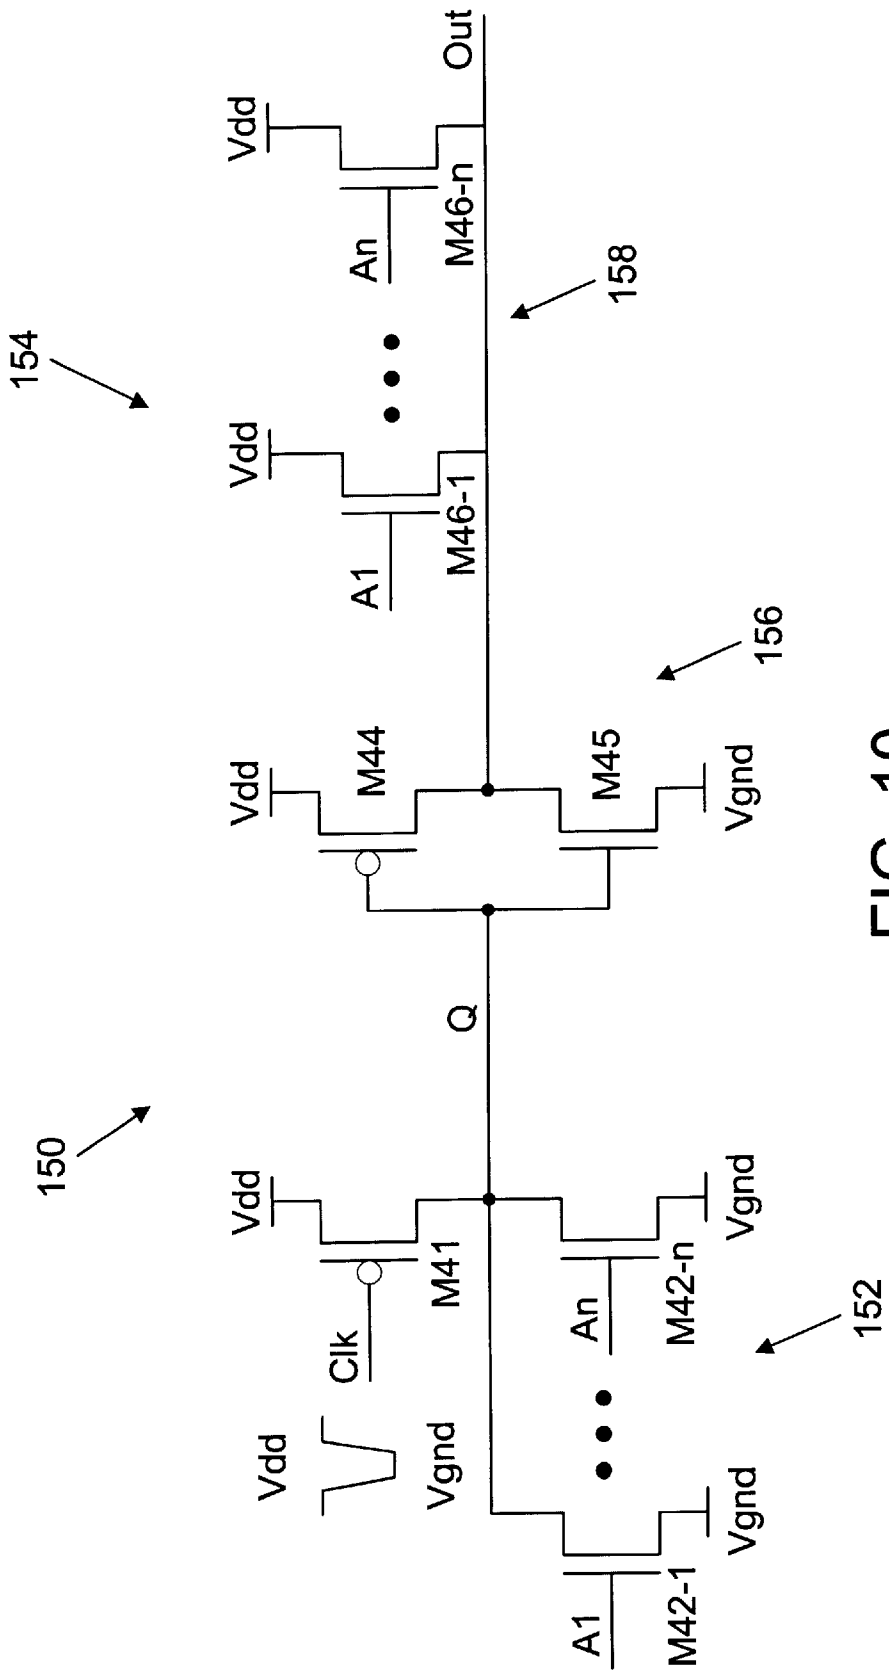 154
150
Vdd
Vdd
Vdd
Vdd
Vdd
Clk
M41
Vgnd
Q
M44
A1
M46-1
An
M46-n
Out
A1
M42-1
Vgnd
An
M42-n
Vgnd
M45
Vgnd
158
156
152
FIG.